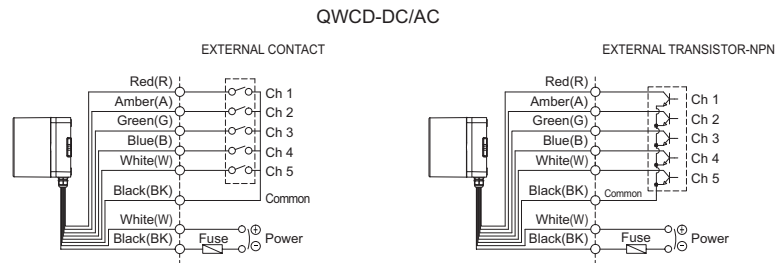 QWCD-DC/AC
EXTERNAL CONTACT
Red(R)
Amber(A)
Green(G)
Blue(B)
White(W)
Black(BK)
White(W)
Black(BK)
Fuse
Ch 1
Ch 2
Ch 3
Ch 4
Ch 5
Common
⊕
⊖
Power
EXTERNAL TRANSISTOR-NPN
Red(R)
Amber(A)
Green(G)
Blue(B)
White(W)
Black(BK)
White(W)
Black(BK)
Common
Fuse
Ch 1
Ch 2
Ch 3
Ch 4
Ch 5
⊕
⊖
Power